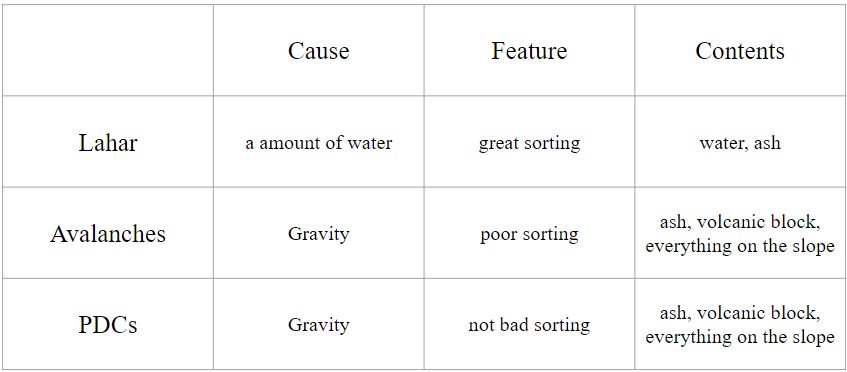 Cause
Feature
Contents
Lahar
a amount of water
great sorting
water, ash
Avalanches
Gravity
poor sorting
ash, volcanic block,
everything on the slope
PDCs
Gravity
not bad sorting
ash, volcanic block,
everything on the slope